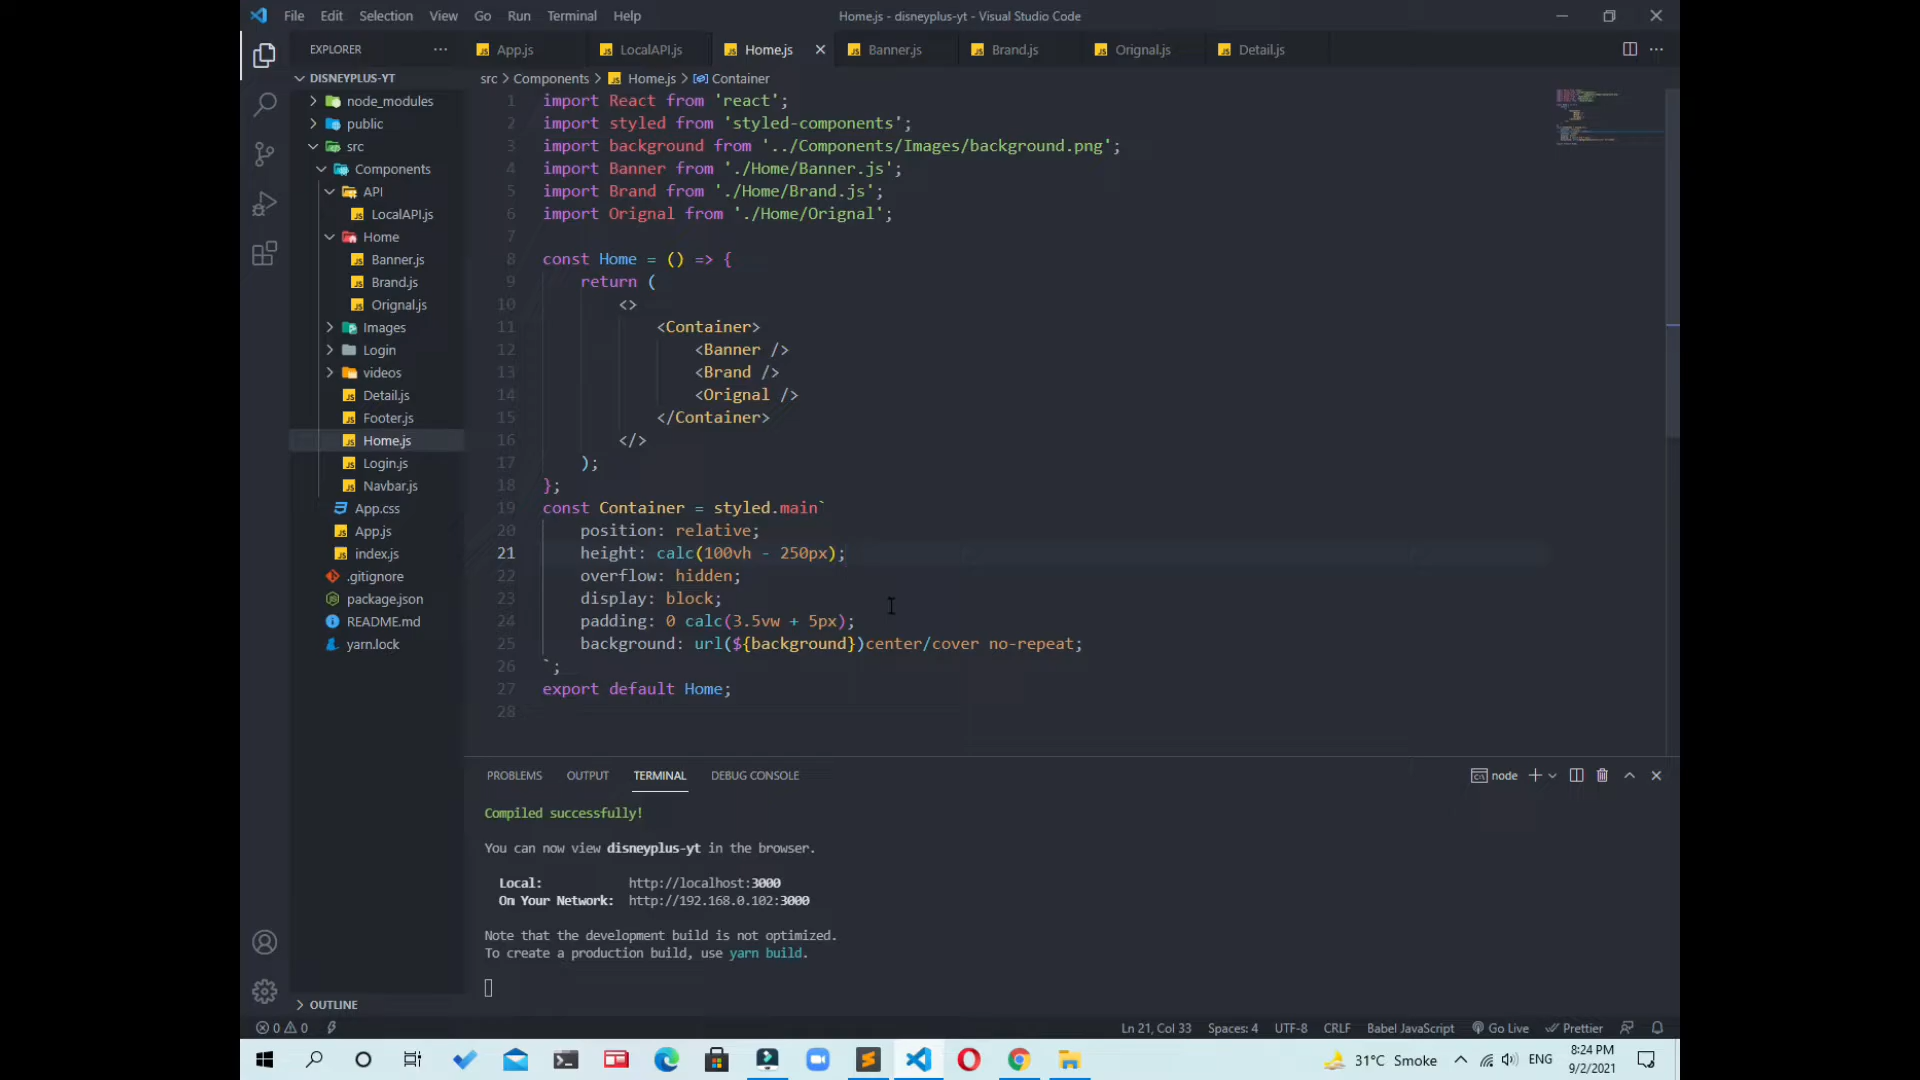 File Edit Selection View Go Run Terminal Help
Home.js - disneyplus-yt - Visual Studio Code
EXPLORER
App.js LocalAPI.js Home.js Banner.js Brand.js Orignal.js Detail.js
DISNEYPLUS-YT
src > Components > Home.js > Container
node_modules
public
src
Components
API
LocalAPI.js
Home
Banner.js
Brand.js
Orignal.js
Images
Login
videos
Detail.js
Footer.js
Home.js
Login.js
Navbar.js
App.css
App.js
index.js
.gitignore
package.json
README.md
yarn.lock
OUTLINE
1 import React from 'react';
2 import styled from 'styled-components';
3 import background from '../Components/Images/background.png';
4 import Banner from './Home/Banner.js';
5 import Brand from './Home/Brand.js';
6 import Orignal from './Home/Orignal';
7
8 const Home = () => {
9 return (
10 <>
11 <Container>
12 <Banner />
13 <Brand />
14 <Orignal />
15 </Container>
16 </>
17 );
18 };
19 const Container = styled.main`
20 position: relative;
21 height: calc(100vh - 250px);
22 overflow: hidden;
23 display: block;
24 padding: 0 calc(3.5vw + 5px);
25 background: url(${background})center/cover no-repeat;
26 `;
27 export default Home;
28
PROBLEMS OUTPUT TERMINAL DEBUG CONSOLE
node
Compiled successfully!
You can now view disneyplus-yt in the browser.
Local: http://localhost:3000
On Your Network: http://192.168.0.102:3000
Note that the development build is not optimized.
To create a production build, use yarn build.
0 0
Ln 21, Col 33 Spaces: 4 UTF-8 CRLF Babel JavaScript Go Live Prettier
31°C Smoke ENG 8:24 PM
9/2/2021